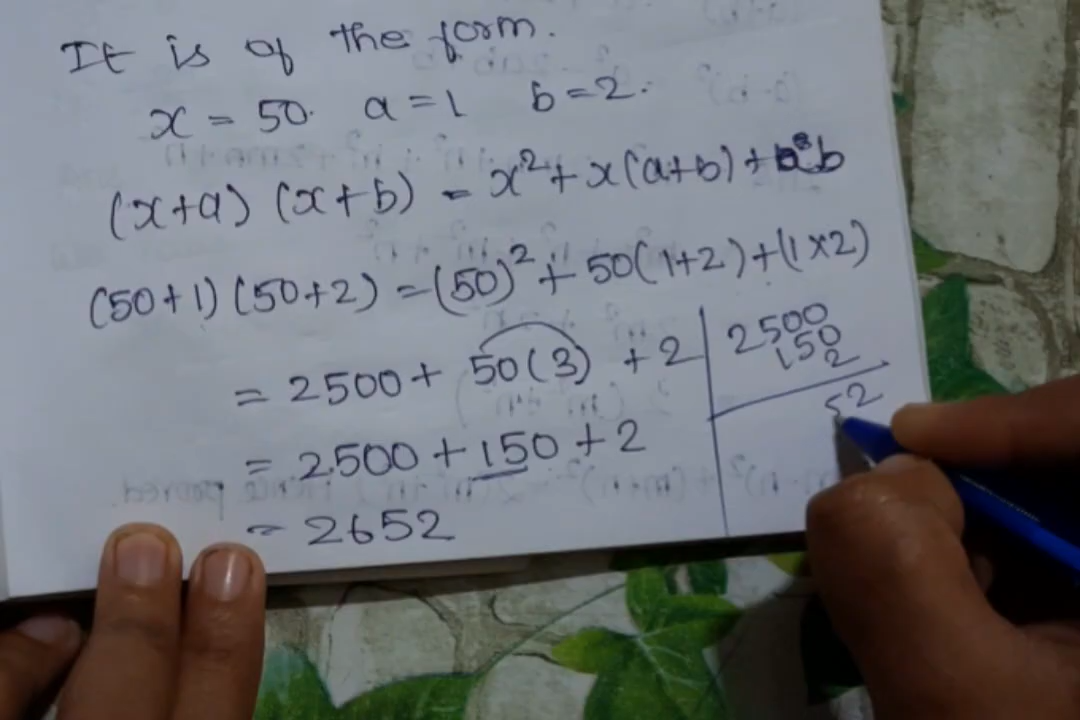 It is of the form.
x = 50. a = 1 b = 2.
(x+a) (x+b) = x²+x(a+b)+ab
(50+1) (50+2) = (50)²+50(1+2)+(1×2)
= 2500+ 50(3) +2
= 2500+150+2
= 2652
2500
150
2
52